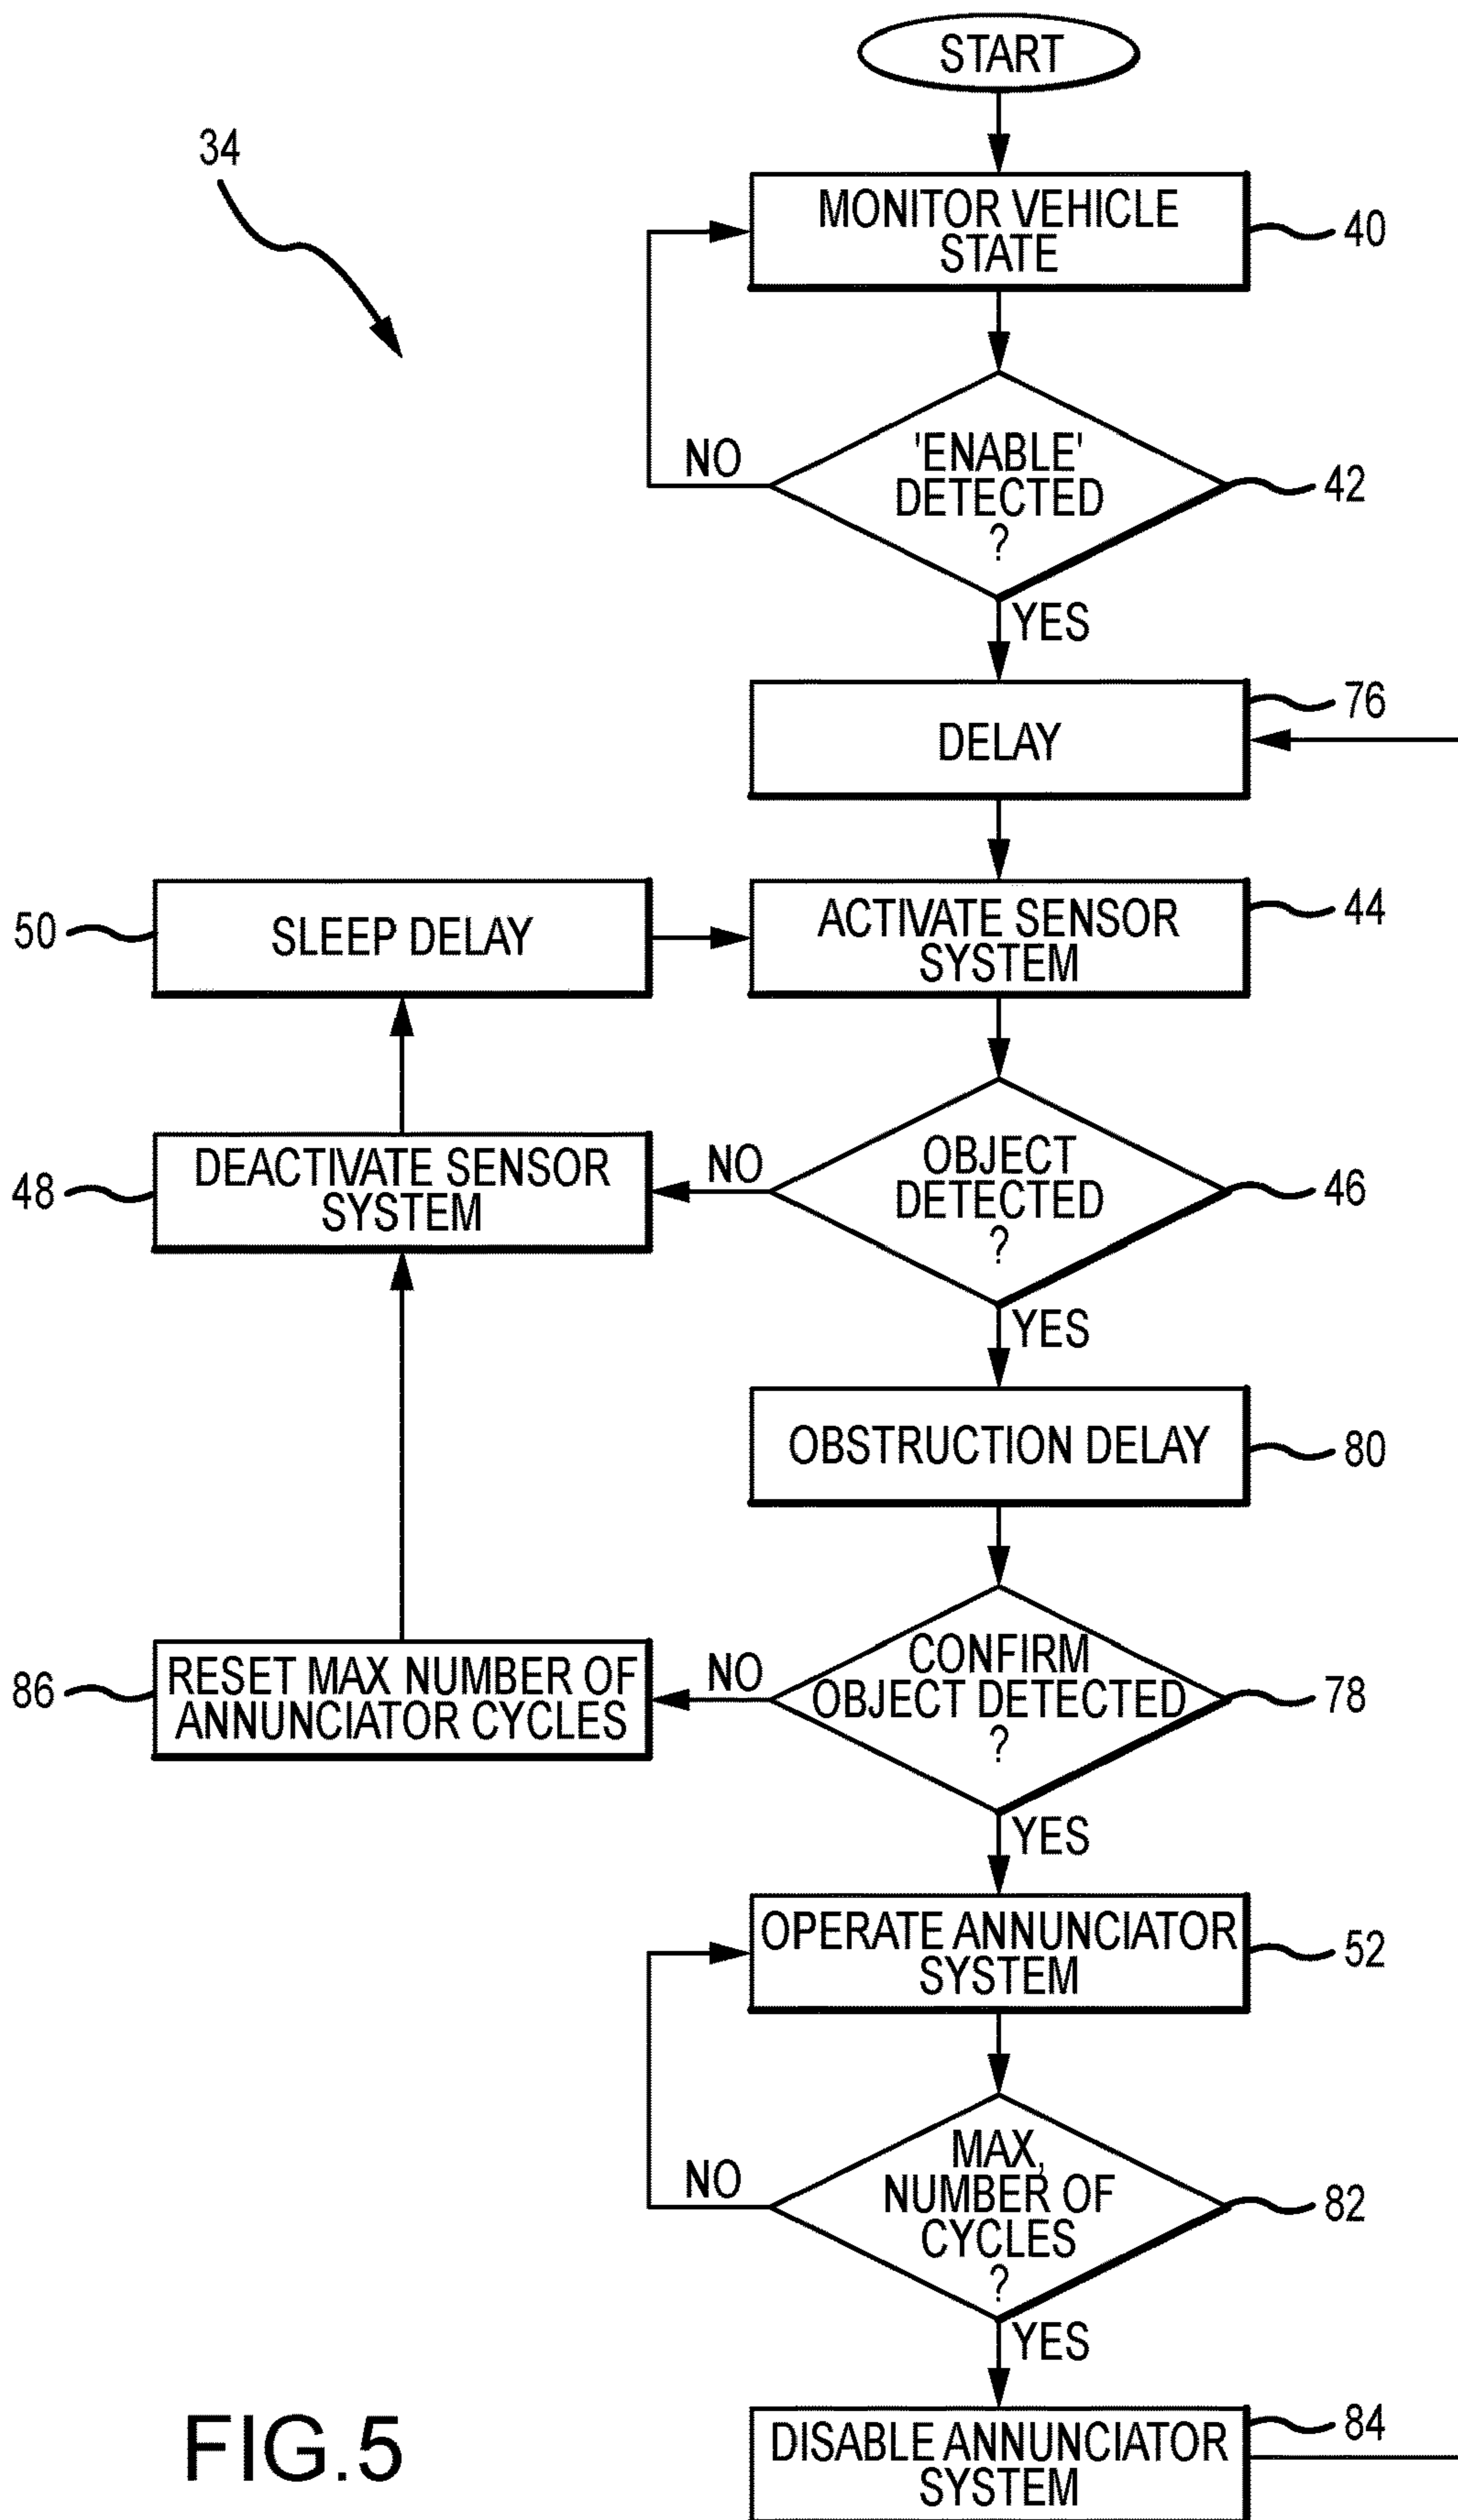 START
34
MONITOR VEHICLE
STATE
40
'ENABLE'
DETECTED
?
NO
42
YES
DELAY
76
50
SLEEP DELAY
ACTIVATE SENSOR
SYSTEM
44
48
DEACTIVATE SENSOR
SYSTEM
NO
OBJECT
DETECTED
?
46
YES
OBSTRUCTION DELAY
80
86
RESET MAX NUMBER OF
ANNUNCIATOR CYCLES
NO
CONFIRM
OBJECT DETECTED
?
78
YES
OPERATE ANNUNCIATOR
SYSTEM
52
NO
MAX,
NUMBER OF
CYCLES
?
82
YES
DISABLE ANNUNCIATOR
SYSTEM
84
FIG.5